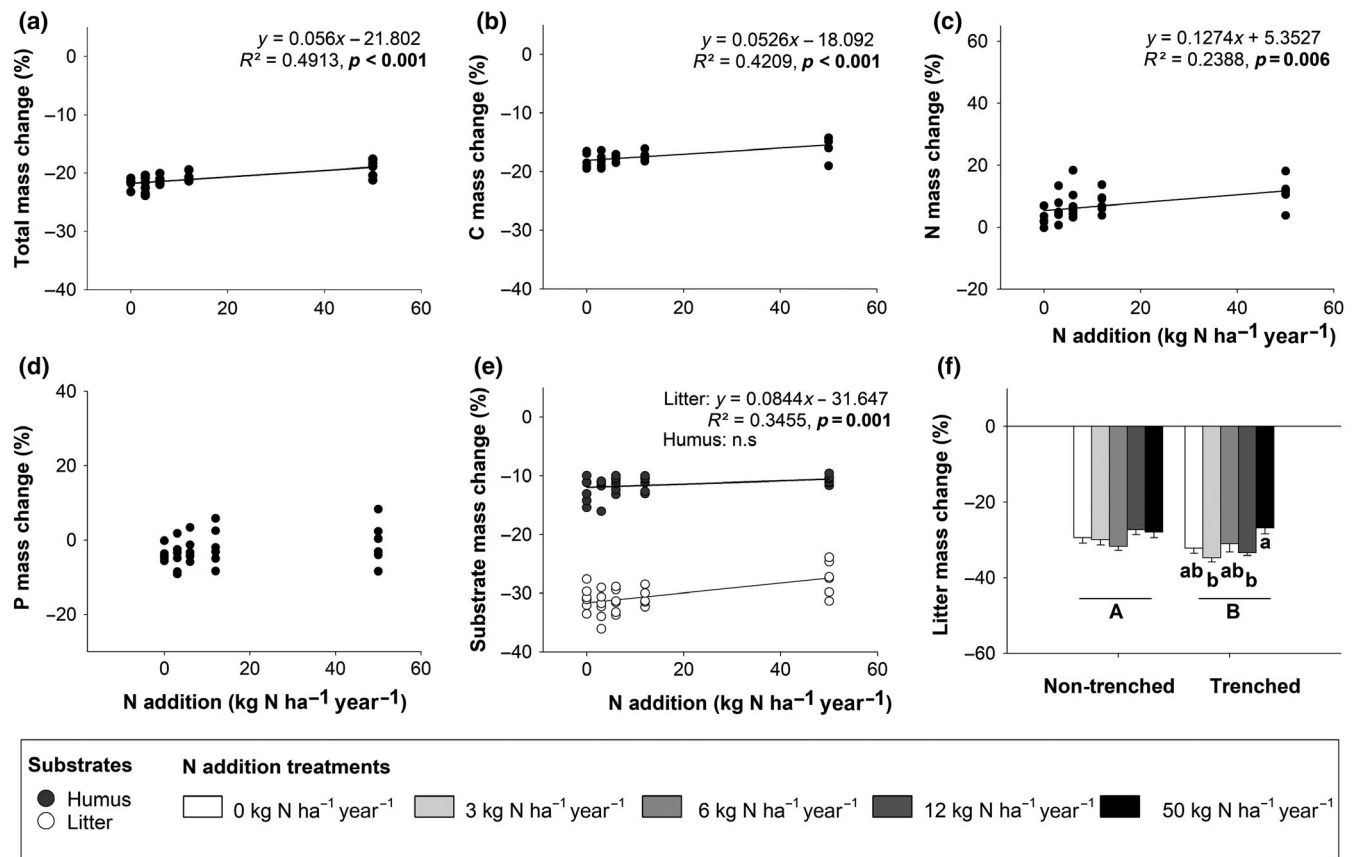 (a)
y = 0.056x – 21.802
R² = 0.4913, p < 0.001
Total mass change (%)
–0
–10
–20
–30
–40
0 20 40 60
(b)
y = 0.0526x – 18.092
R² = 0.4209, p < 0.001
C mass change (%)
–0
–10
–20
–30
–40
0 20 40 60
(c)
y = 0.1274x + 5.3527
R² = 0.2388, p = 0.006
N mass change (%)
60
40
20
0
–20
0 20 40 60
N addition (kg N ha⁻¹ year⁻¹)
(d)
P mass change (%)
40
20
–0
–20
0 20 40 60
N addition (kg N ha⁻¹ year⁻¹)
(e)
Litter: y = 0.0844x – 31.647
R² = 0.3455, p = 0.001
Humus: n.s
Substrate mass change (%)
–0
–10
–20
–30
–40
0 20 40 60
N addition (kg N ha⁻¹ year⁻¹)
(f)
Litter mass change (%)
0
–20
–40
–60
ab b ab b a
A B
Non-trenched Trenched
Substrates
Humus
Litter
N addition treatments
0 kg N ha⁻¹ year⁻¹
3 kg N ha⁻¹ year⁻¹
6 kg N ha⁻¹ year⁻¹
12 kg N ha⁻¹ year⁻¹
50 kg N ha⁻¹ year⁻¹